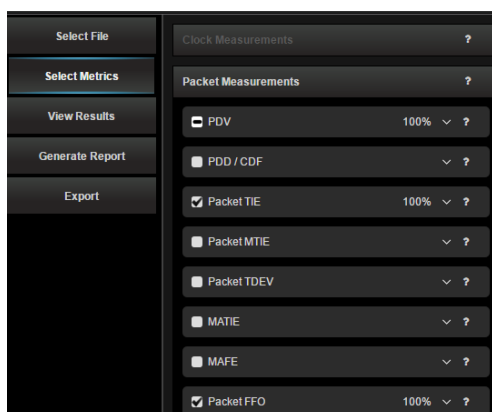 Select File
Select Metrics
View Results
Generate Report
Export
Clock Measurements ?
Packet Measurements ?
PDV 100% ?
PDD / CDF ?
Packet TIE 100% ?
Packet MTIE ?
Packet TDEV ?
MATIE ?
MAFE ?
Packet FFO 100% ?